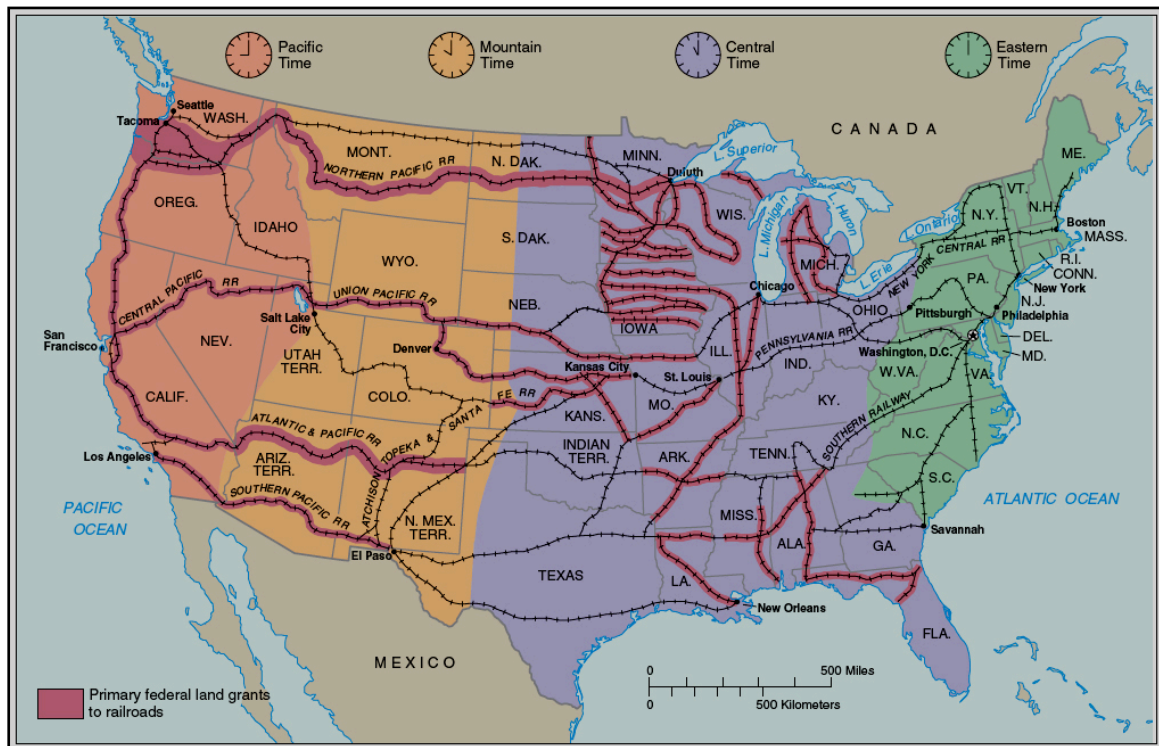 Pacific
Time
Mountain
Time
Central
Time
Eastern
Time
CANADA
Seattle
Tacoma
WASH.
MONT.
NORTHERN PACIFIC RR
N. DAK.
MINN.
L. Superior
Duluth
ME.
OREG.
IDAHO
WIS.
L. Michigan
L. Huron
L. Ontario
VT.
N.H.
N.Y.
Boston
MASS.
S. DAK.
WYO.
MICH.
L. Erie
NEW YORK CENTRAL RR
R.I.
CONN.
New York
CENTRAL PACIFIC RR
UNION PACIFIC RR
NEB.
IOWA
Chicago
PA.
N.J.
Pittsburgh
Philadelphia
OHIO
Salt Lake
City
San
Francisco
NEV.
UTAH
TERR.
Denver
ILL.
PENNSYLVANIA RR
IND.
DEL.
MD.
Washington, D.C.
W.VA.
VA.
Kansas City
St. Louis
CALIF.
COLO.
ATCHISON TOPEKA & SANTA FE RR
KANS.
MO.
KY.
SOUTHERN RAILWAY
N.C.
ATLANTIC & PACIFIC RR
Los Angeles
ARIZ.
TERR.
INDIAN
TERR.
ARK.
TENN.
S.C.
SOUTHERN PACIFIC RR
N. MEX.
TERR.
MISS.
ALA.
GA.
Savannah
PACIFIC
OCEAN
ATLANTIC OCEAN
El Paso
TEXAS
LA.
New Orleans
FLA.
MEXICO
0 500 Miles
0 500 Kilometers
Primary federal land grants
to railroads